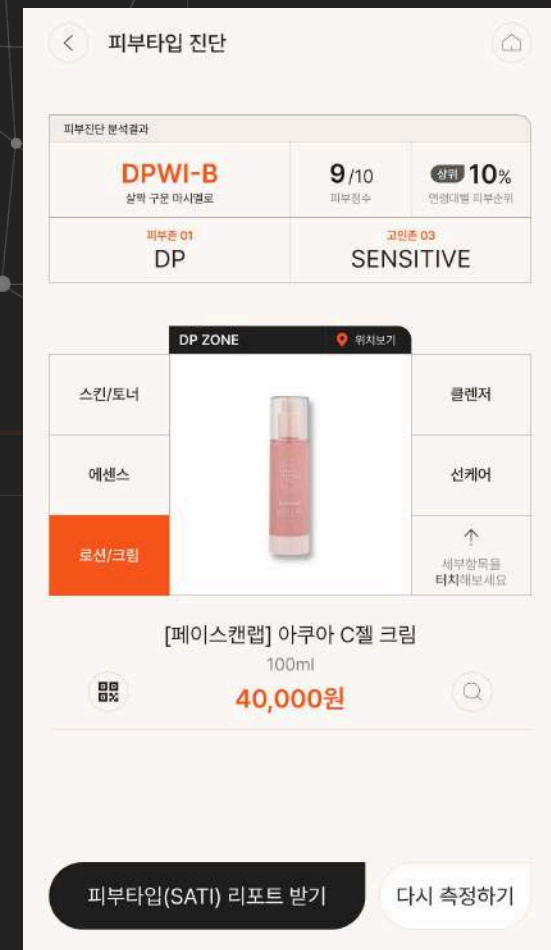 피부타입 진단
피부진단 분석결과
DPWI-B
살짝 구운 마시멜로
9/10
피부점수
상위 10%
연령대별 피부순위
피부존 01
DP
고민존 03
SENSITIVE
DP ZONE
위치보기
스킨/토너
에센스
로션/크림
클렌저
선케어
세부항목을
터치해보세요
[페이스캔랩] 아쿠아 C젤 크림
100ml
40,000원
피부타입(SATI) 리포트 받기
다시 측정하기